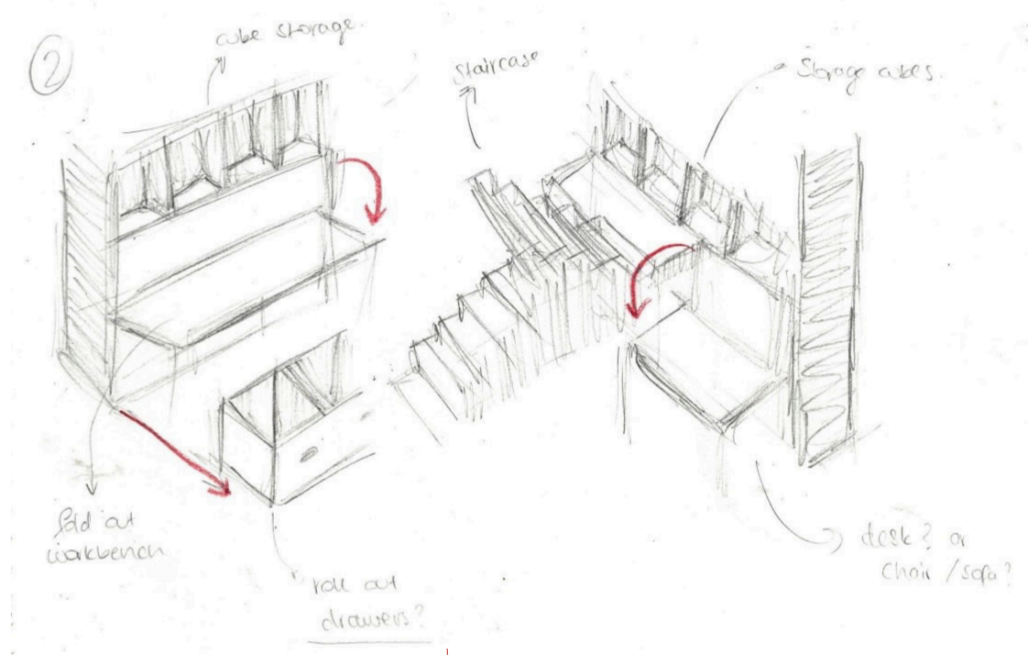 2
cube storage.
staircase
Storage cubes.
fold out
workbench
roll out
drawers?
desk? or
chair / sofa?